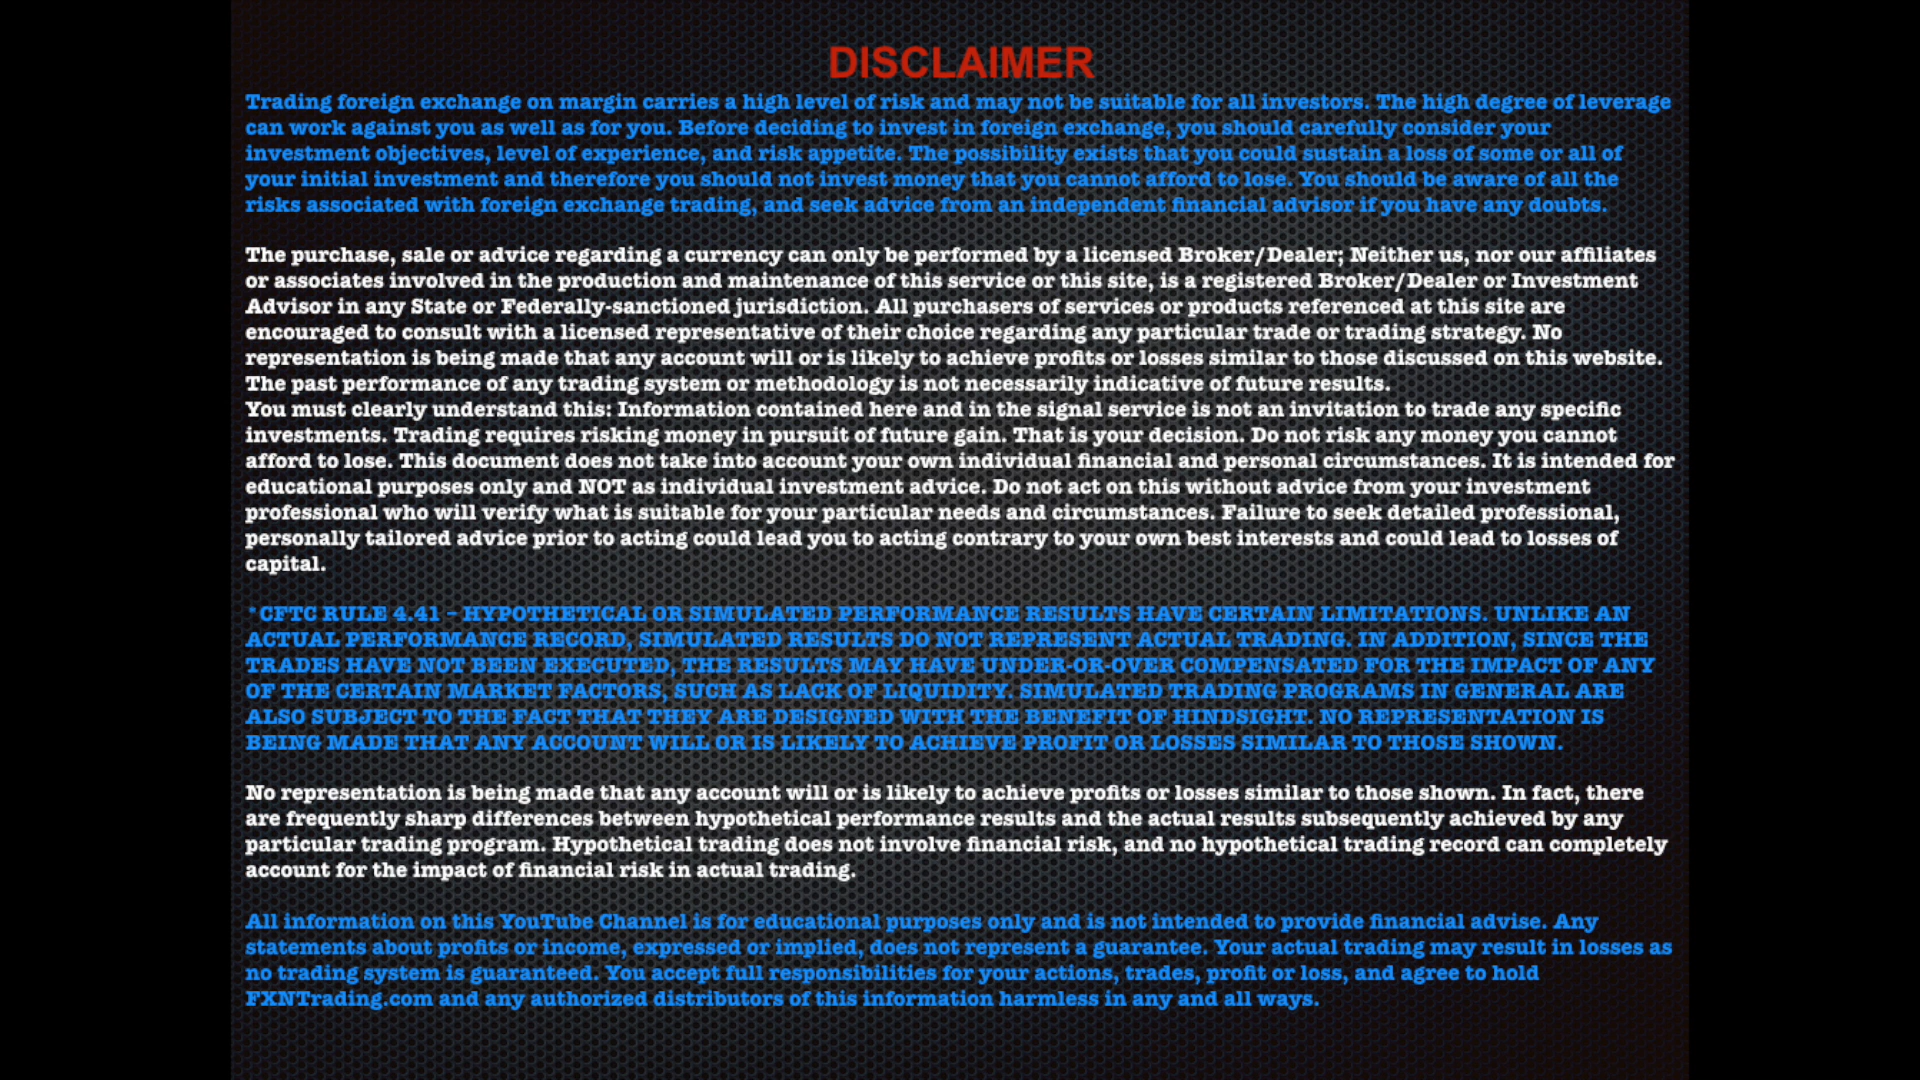 DISCLAIMER
Trading foreign exchange on margin carries a high level of risk and may not be suitable for all investors. The high degree of leverage
can work against you as well as for you. Before deciding to invest in foreign exchange, you should carefully consider your
investment objectives, level of experience, and risk appetite. The possibility exists that you could sustain a loss of some or all of
your initial investment and therefore you should not invest money that you cannot afford to lose. You should be aware of all the
risks associated with foreign exchange trading, and seek advice from an independent financial advisor if you have any doubts.
The purchase, sale or advice regarding a currency can only be performed by a licensed Broker/Dealer; Neither us, nor our affiliates
or associates involved in the production and maintenance of this service or this site, is a registered Broker/Dealer or Investment
Advisor in any State or Federally-sanctioned jurisdiction. All purchasers of services or products referenced at this site are
encouraged to consult with a licensed representative of their choice regarding any particular trade or trading strategy. No
representation is being made that any account will or is likely to achieve profits or losses similar to those discussed on this website.
The past performance of any trading system or methodology is not necessarily indicative of future results.
You must clearly understand this: Information contained here and in the signal service is not an invitation to trade any specific
investments. Trading requires risking money in pursuit of future gain. That is your decision. Do not risk any money you cannot
afford to lose. This document does not take into account your own individual financial and personal circumstances. It is intended for
educational purposes only and NOT as individual investment advice. Do not act on this without advice from your investment
professional who will verify what is suitable for your particular needs and circumstances. Failure to seek detailed professional,
personally tailored advice prior to acting could lead you to acting contrary to your own best interests and could lead to losses of
capital.
*CFTC RULE 4.41 – HYPOTHETICAL OR SIMULATED PERFORMANCE RESULTS HAVE CERTAIN LIMITATIONS. UNLIKE AN
ACTUAL PERFORMANCE RECORD, SIMULATED RESULTS DO NOT REPRESENT ACTUAL TRADING. IN ADDITION, SINCE THE
TRADES HAVE NOT BEEN EXECUTED, THE RESULTS MAY HAVE UNDER-OR-OVER COMPENSATED FOR THE IMPACT OF ANY
OF THE CERTAIN MARKET FACTORS, SUCH AS LACK OF LIQUIDITY. SIMULATED TRADING PROGRAMS IN GENERAL ARE
ALSO SUBJECT TO THE FACT THAT THEY ARE DESIGNED WITH THE BENEFIT OF HINDSIGHT. NO REPRESENTATION IS
BEING MADE THAT ANY ACCOUNT WILL OR IS LIKELY TO ACHIEVE PROFIT OR LOSSES SIMILAR TO THOSE SHOWN.
No representation is being made that any account will or is likely to achieve profits or losses similar to those shown. In fact, there
are frequently sharp differences between hypothetical performance results and the actual results subsequently achieved by any
particular trading program. Hypothetical trading does not involve financial risk, and no hypothetical trading record can completely
account for the impact of financial risk in actual trading.
All information on this YouTube Channel is for educational purposes only and is not intended to provide financial advise. Any
statements about profits or income, expressed or implied, does not represent a guarantee. Your actual trading may result in losses as
no trading system is guaranteed. You accept full responsibilities for your actions, trades, profit or loss, and agree to hold
FXNTrading.com and any authorized distributors of this information harmless in any and all ways.